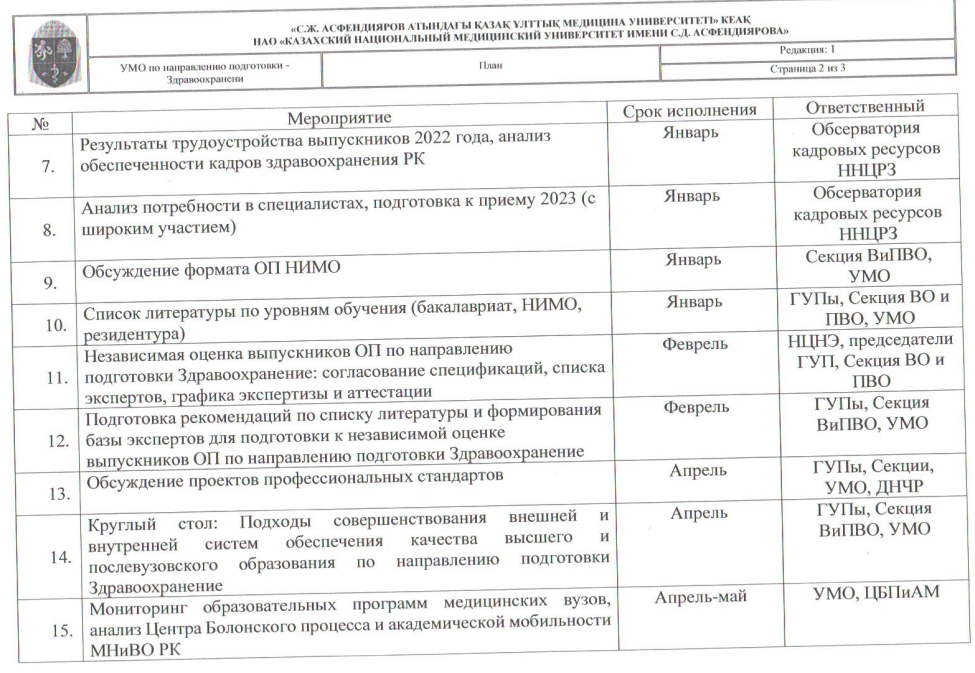 «С.Ж. АСФЕНДИЯРОВ АТЫНДАҒЫ ҚАЗАҚ ҰЛТТЫҚ МЕДИЦИНА УНИВЕРСИТЕТІ» КЕАҚ
НАО «КАЗАХСКИЙ НАЦИОНАЛЬНЫЙ МЕДИЦИНСКИЙ УНИВЕРСИТЕТ ИМЕНИ С.Д. АСФЕНДИЯРОВА»
УМО по направлению подготовки -
Здравоохранени
План
Редакция: 1
Страница 2 из 3
№ Мероприятие Срок исполнения Ответственный
7. Результаты трудоустройства выпускников 2022 года, анализ
обеспеченности кадров здравоохранения РК
Январь
Обсерватория
кадровых ресурсов
ННЦРЗ
8. Анализ потребности в специалистах, подготовка к приему 2023 (с
широким участием)
Январь
Обсерватория
кадровых ресурсов
ННЦРЗ
9. Обсуждение формата ОП НИМО
Январь
Секция ВиПВО,
УМО
10. Список литературы по уровням обучения (бакалавриат, НИМО,
резидентура)
Январь
ГУПы, Секция ВО и
ПВО, УМО
11. Независимая оценка выпускников ОП по направлению
подготовки Здравоохранение: согласование спецификаций, списка
экспертов, графика экспертизы и аттестации
Феврель
НЦНЭ, председатели
ГУП, Секция ВО и
ПВО
12. Подготовка рекомендаций по списку литературы и формирования
базы экспертов для подготовки к независимой оценке
выпускников ОП по направлению подготовки Здравоохранение
Феврель
ГУПы, Секция
ВиПВО, УМО
13. Обсуждение проектов профессиональных стандартов
Апрель
ГУПы, Секции,
УМО, ДНЧР
14. Круглый стол: Подходы совершенствования внешней и
внутренней систем обеспечения качества высшего и
послевузовского образования по направлению подготовки
Здравоохранение
Апрель
ГУПы, Секция
ВиПВО, УМО
15. Мониторинг образовательных программ медицинских вузов,
анализ Центра Болонского процесса и академической мобильности
МНиВО РК
Апрель-май
УМО, ЦБПиАМ